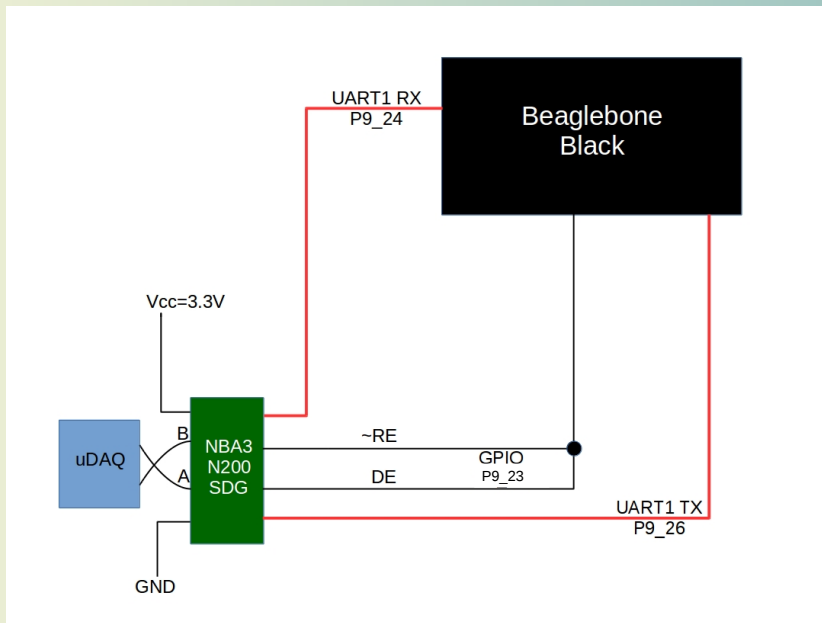 UART1 RX
P9_24
Beaglebone
Black
Vcc=3.3V
uDAQ
B
A
NBA3
N200
SDG
~RE
GPIO
P9_23
DE
UART1 TX
P9_26
GND